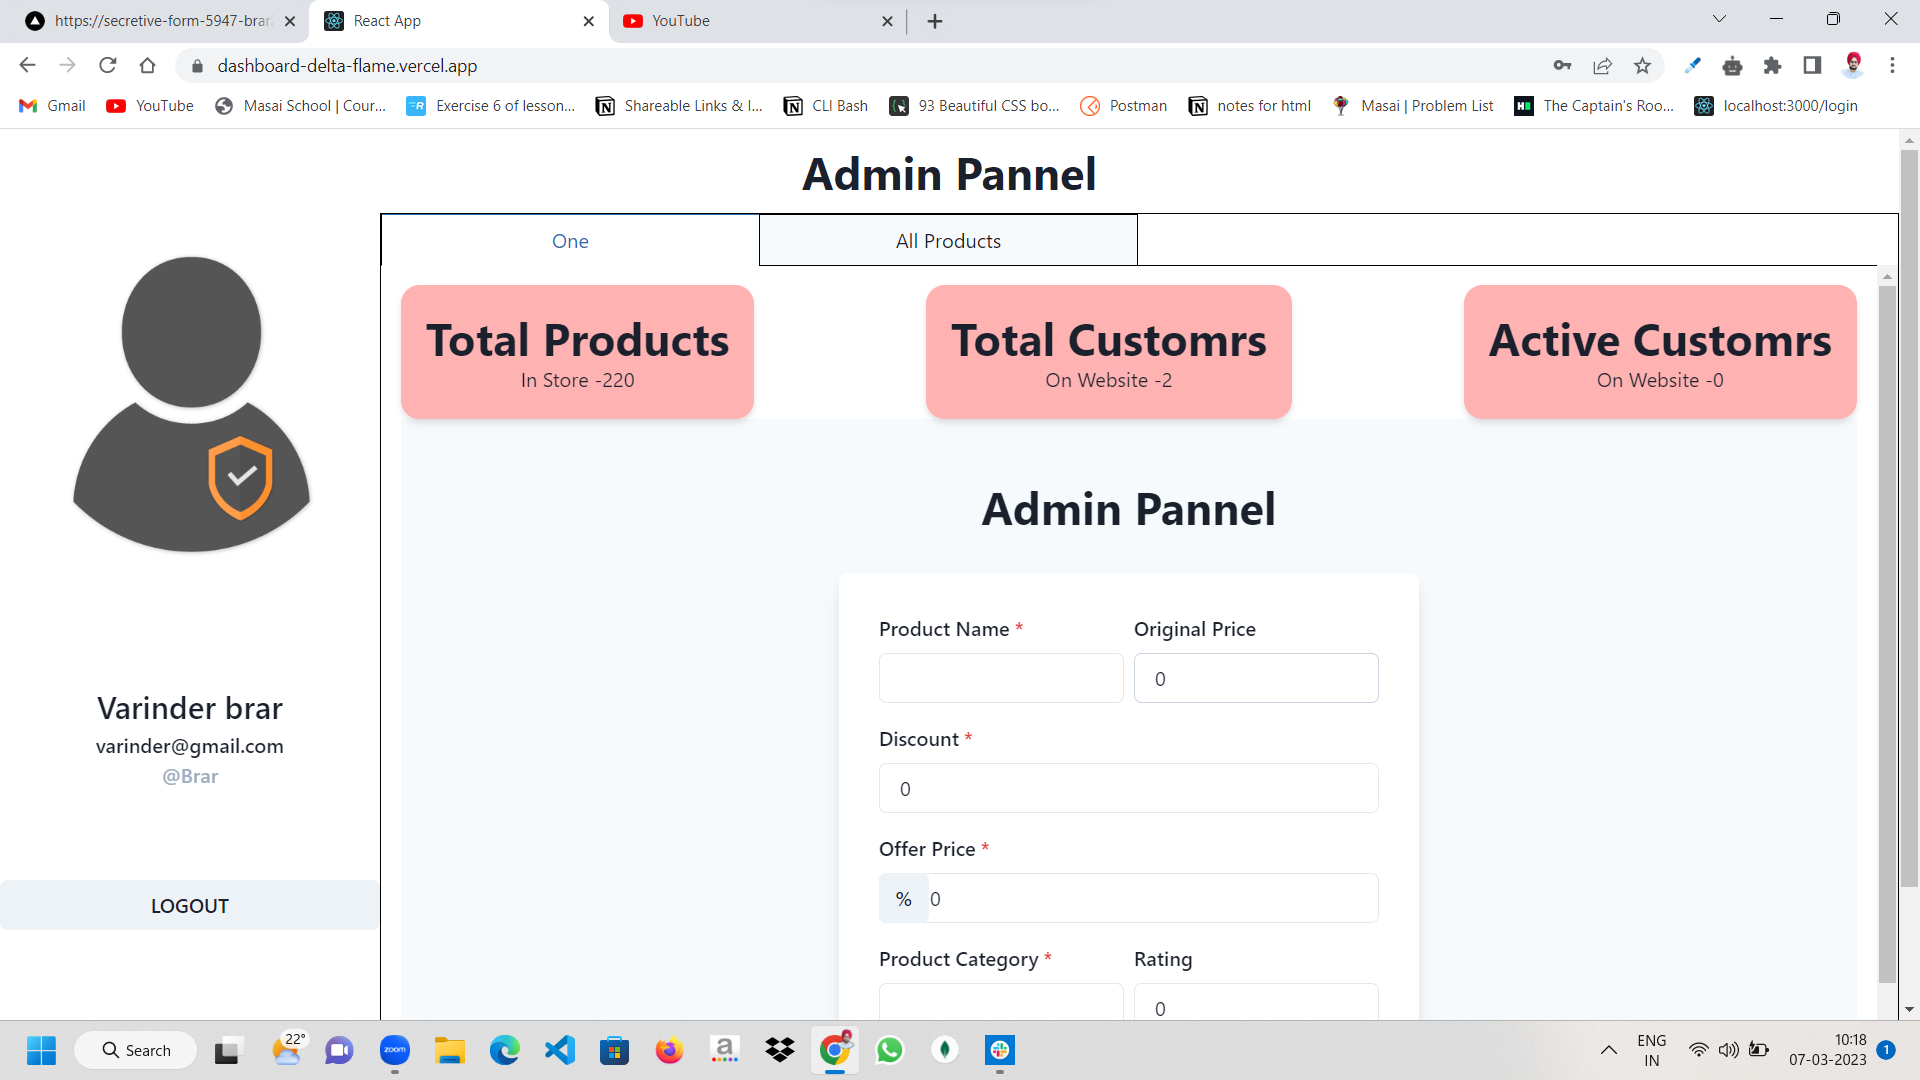 https://secretive-form-5947-brar
React App
YouTube
dashboard-delta-flame.vercel.app
Gmail
YouTube
Masai School | Cour...
Exercise 6 of lesson...
Shareable Links & I...
CLI Bash
93 Beautiful CSS bo...
Postman
notes for html
Masai | Problem List
The Captain's Roo...
localhost:3000/login
Admin Pannel
One
All Products
Total Products
In Store -220
Total Customrs
On Website -2
Active Customrs
On Website -0
Admin Pannel
Product Name *
Original Price
0
Discount *
0
Offer Price *
% 0
Product Category *
Rating
0
Varinder brar
varinder@gmail.com
@Brar
LOGOUT
Search
22°
zoom
a
ENG
IN
10:18
07-03-2023
1